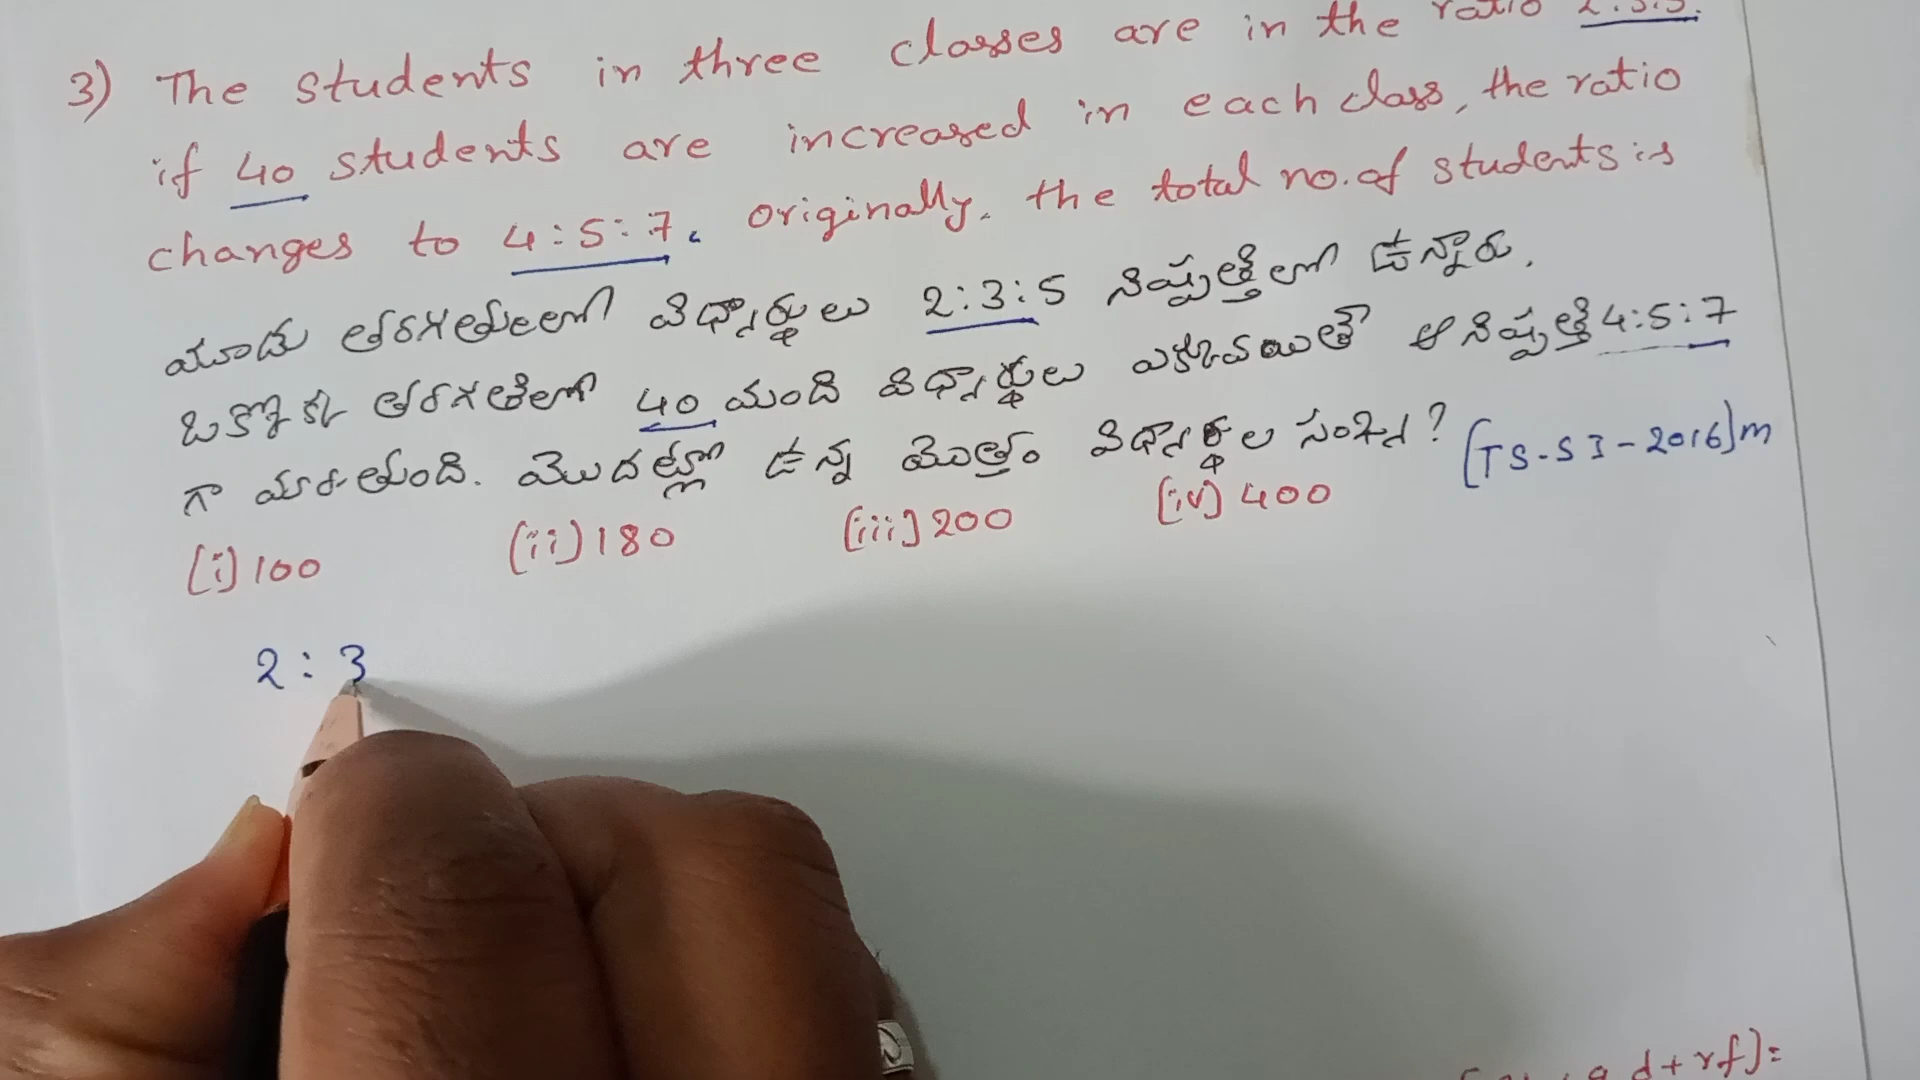 3) The students in three classes are in the ratio 2:3:5.
if 40 students are increased in each class, the ratio
changes to 4:5:7. originally, the total no.of students is
మూడు తరగతులలో విధ్యార్థులు 2:3:5 నిష్పత్తిలో ఉన్నారు.
ఒకొక్క తరగతిలో 40 మంది విధ్యార్థులు ఎక్కువయితే ఆ నిష్పత్తి 4:5:7
గా మారుతుంది. మొదట్లో ఉన్న మొత్తం విధ్యార్థుల సంఖ్య? [TS-SI-2016]m
(i) 100 (ii) 180 (iii) 200 (iv) 400
2 : 3
d+rf)=